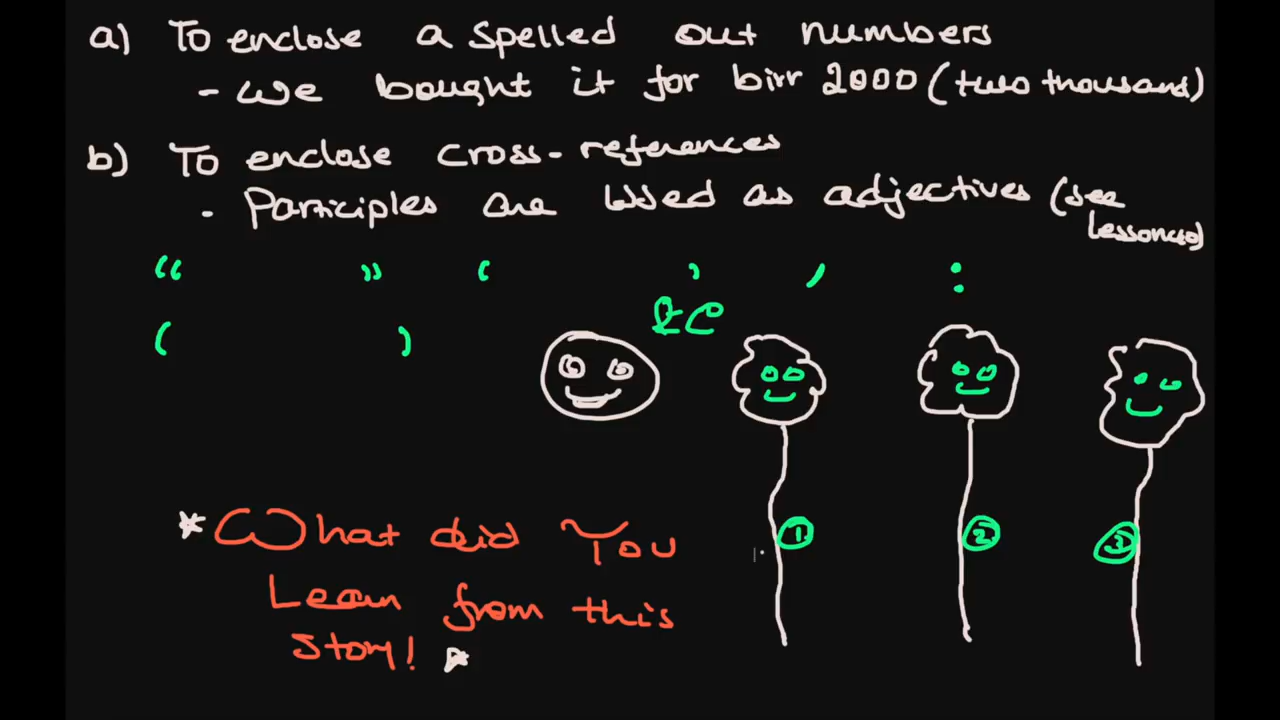 a) To enclose a spelled out numbers
- we bought it for birr 2000 (two thousand)
b) To enclose cross-references
. Participles are used as adjectives (see
“ ” ‘ ’ , :
( )
1 2 3
* What did You
Learn from this
Story! *